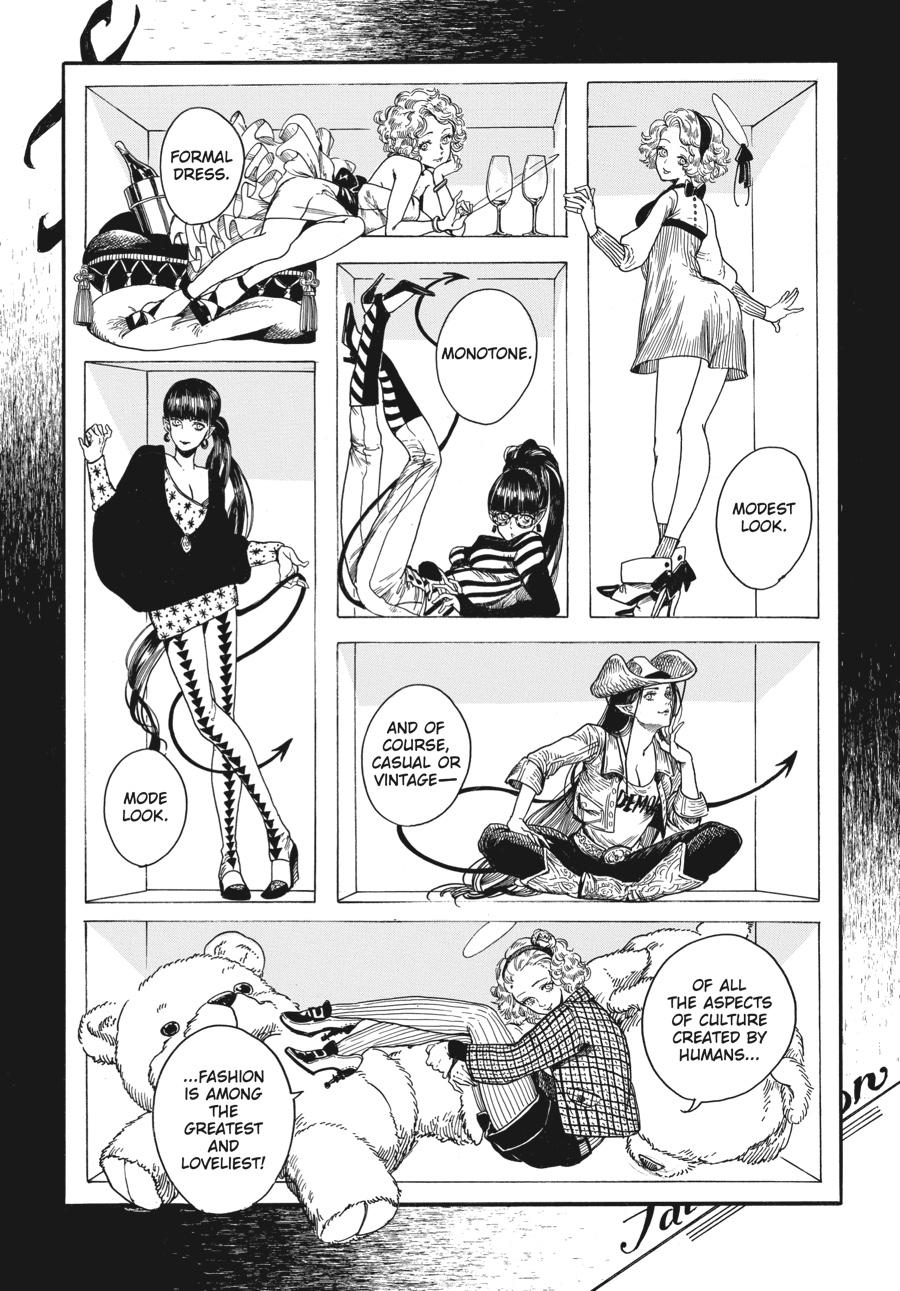 MODEST
LOOK.
FORMAL
DRESS.
MONOTONE.
MODE
LOOK.
AND OF
COURSE,
CASUAL OR
VINTAGE—
DEMON
OF ALL
THE ASPECTS
OF CULTURE
CREATED BY
HUMANS...
...FASHION
IS AMONG
THE
GREATEST
AND
LOVELIEST!